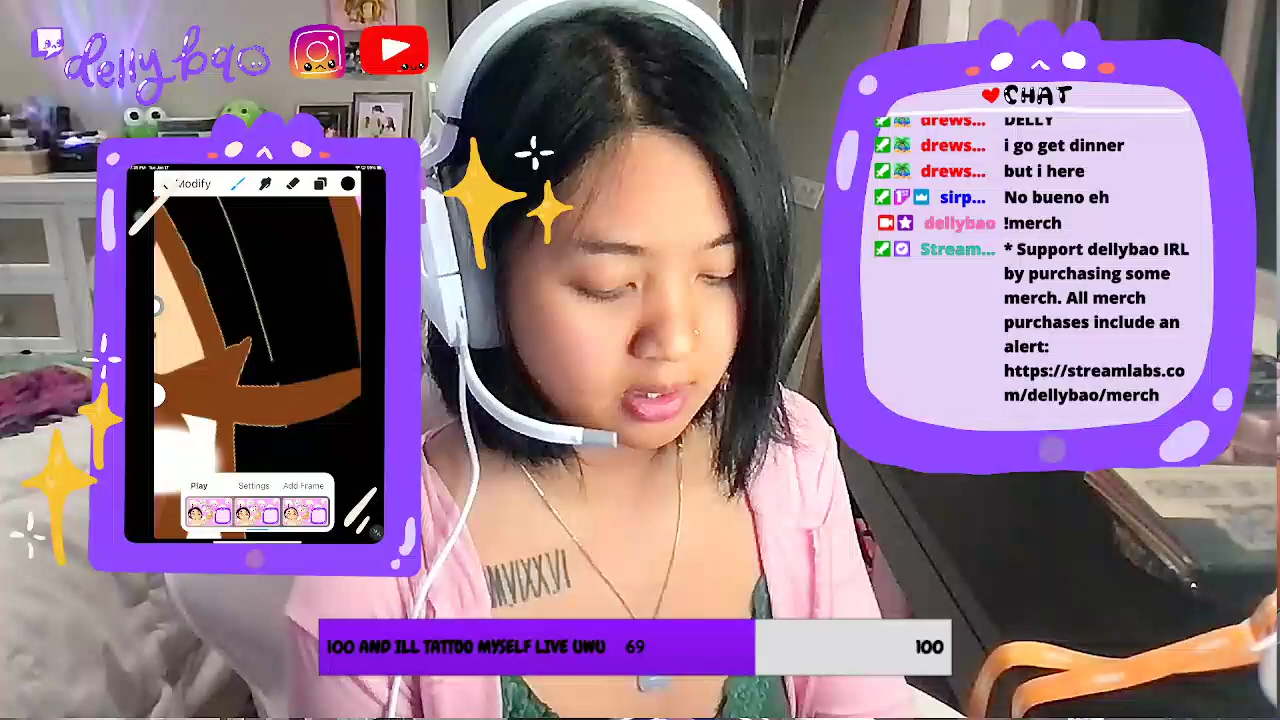 delly bao
CHAT
drews... DELLY
drews... i go get dinner
drews... but i here
sirp... No bueno eh
dellybao !merch
Stream... * Support dellybao IRL
by purchasing some
merch. All merch
purchases include an
alert:
https://streamlabs.co
m/dellybao/merch
Modify
Play Settings Add Frame
100 AND ILL TATTOO MYSELF LIVE UWU 69 100